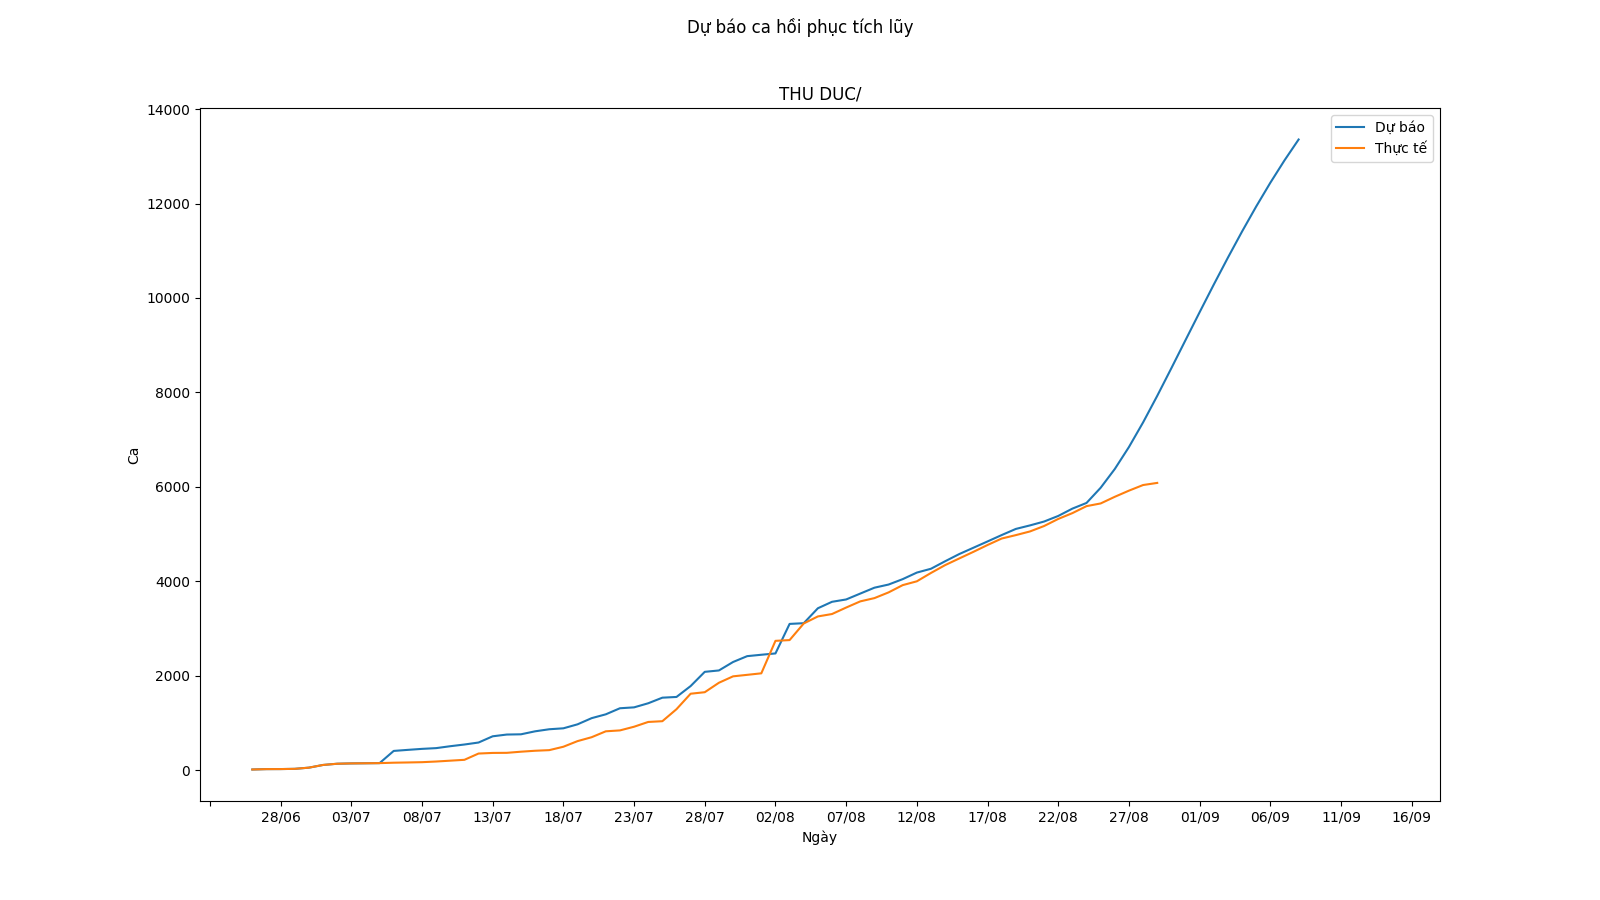 Dự báo ca hồi phục tích lũy
THU DUC/
14000
12000
10000
8000
6000
4000
2000
0
Ca
Dự báo
Thực tế
28/06 03/07 08/07 13/07 18/07 23/07 28/07 02/08 07/08 12/08 17/08 22/08 27/08 01/09 06/09 11/09 16/09
Ngày